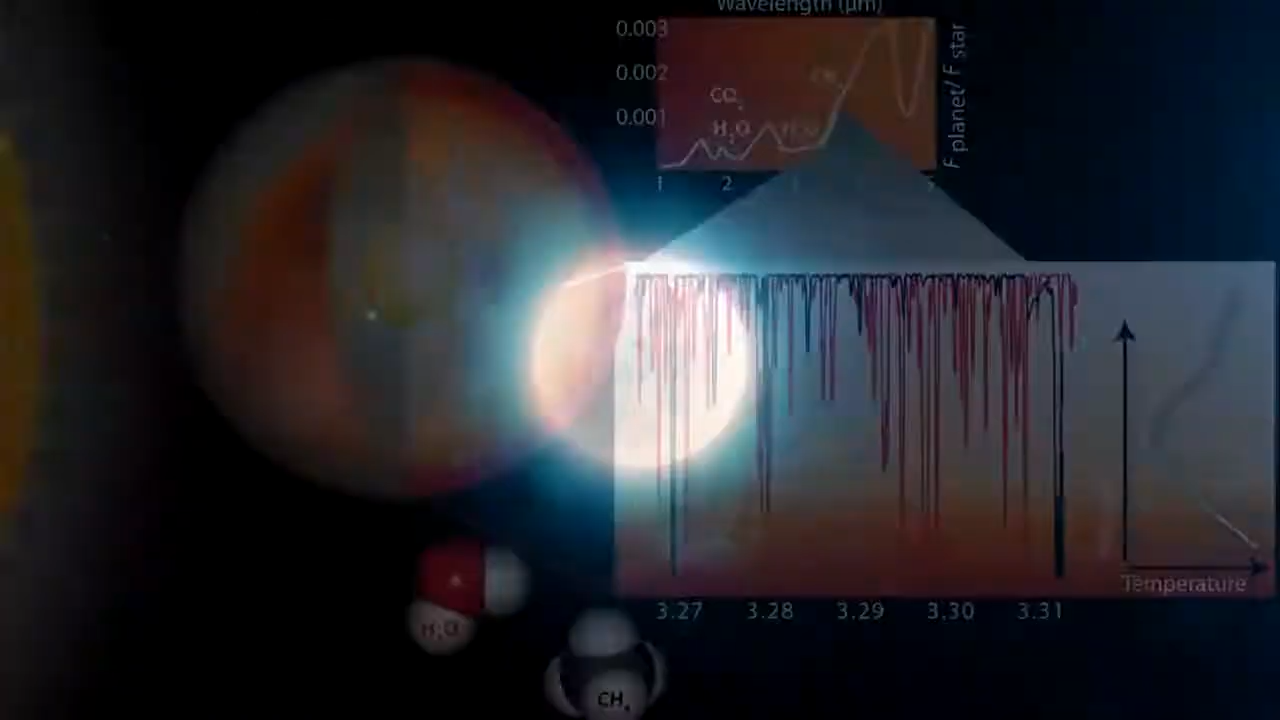 Wavelength (μm)
0.003
0.002
0.001
CO₂
H₂O
F planet/ F star
1
2
5
3.27
3.28
3.29
3.30
3.31
Temperature
H₂O
CH₄